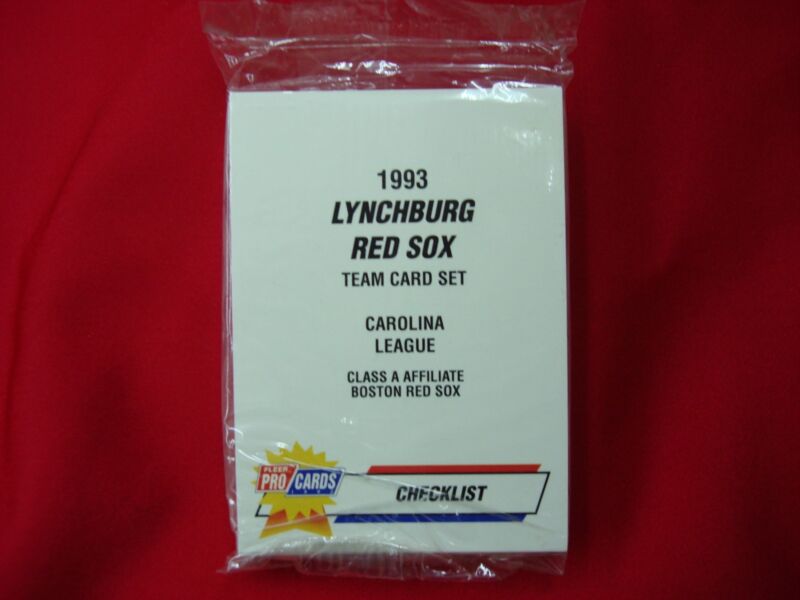 1993
LYNCHBURG
RED SOX
TEAM CARD SET
CAROLINA
LEAGUE
CLASS A AFFILIATE
BOSTON RED SOX
FLEER
PRO CARDS
CHECKLIST